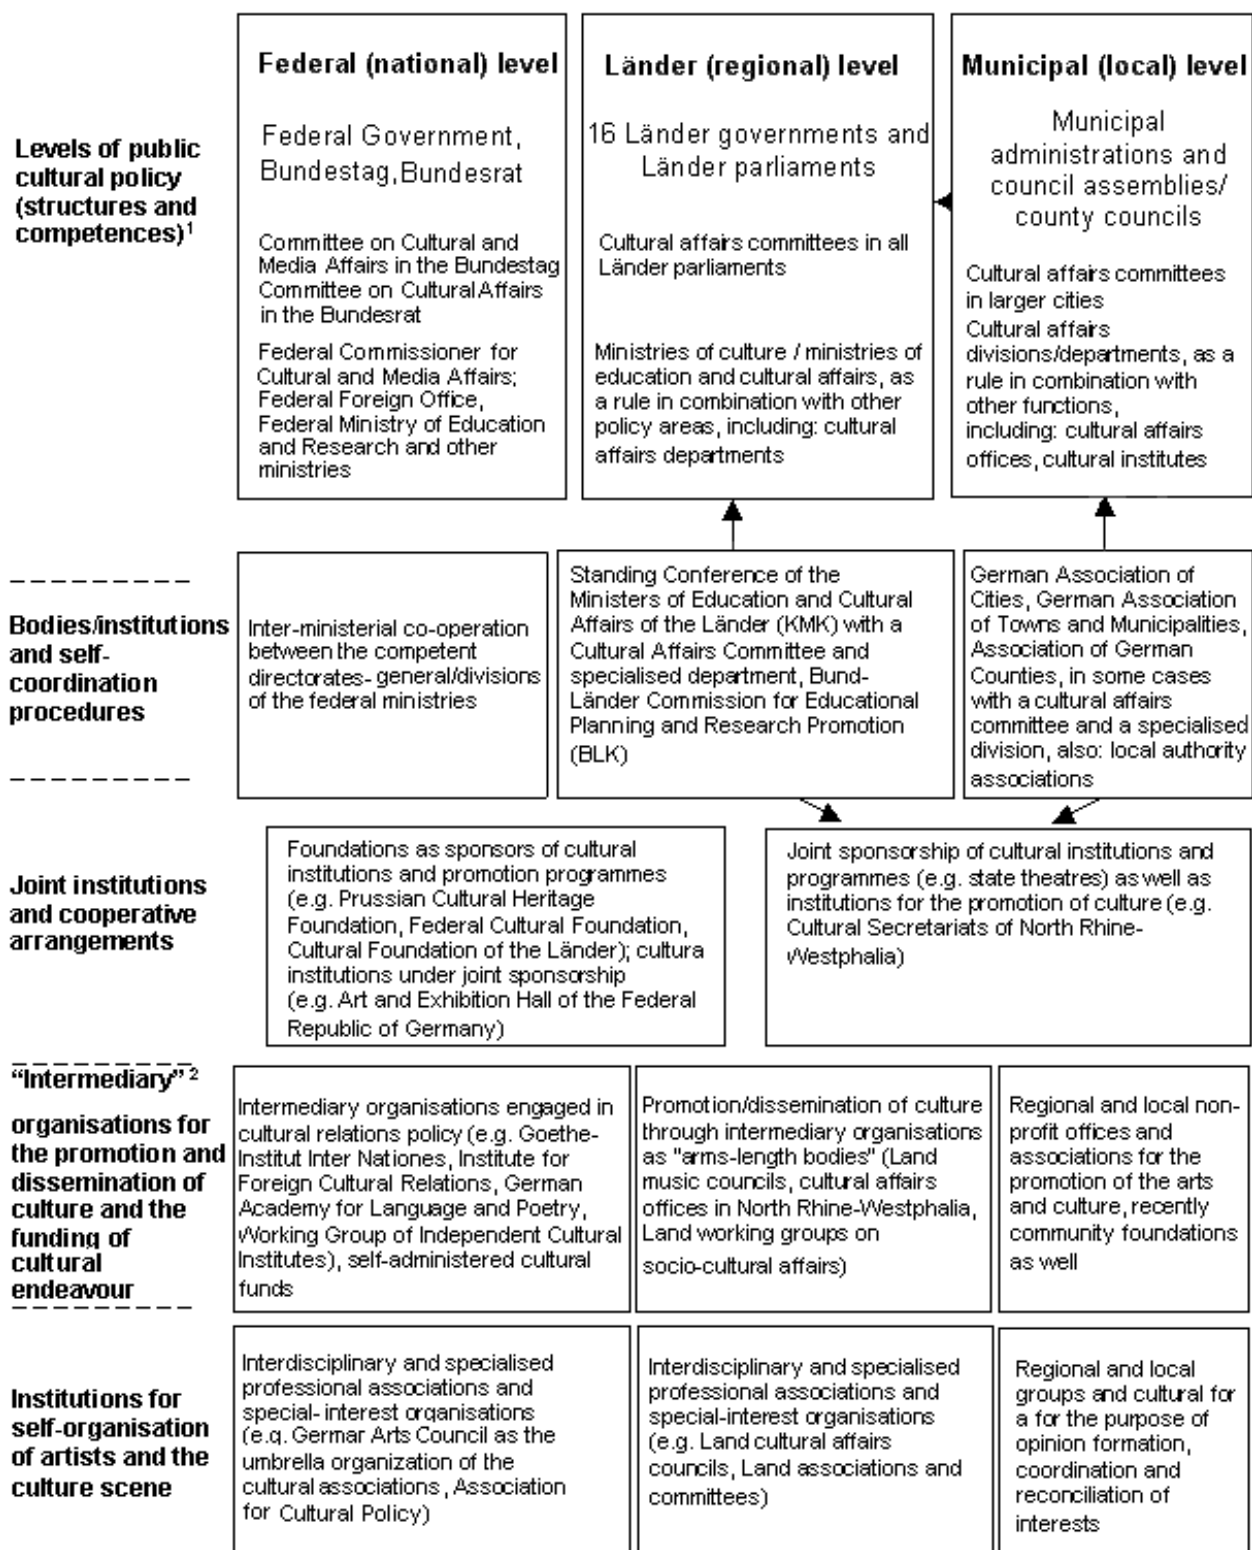 Federal (national) level
Länder (regional) level
Municipal (local) level
Levels of public
cultural policy
(structures and
competences)1
Federal Government,
Bundestag, Bundesrat
Committee on Cultural and
Media Affairs in the Bundestag
Committee on Cultural Affairs
in the Bundesrat
Federal Commissioner for
Cultural and Media Affairs;
Federal Foreign Office,
Federal Ministry of Education
and Research and other
ministries
16 Länder governments and
Länder parliaments
Cultural affairs committees in all
Länder parliaments
Ministries of culture / ministries of
education and cultural affairs, as
a rule in combination with other
policy areas, including: cultural
affairs departments
Municipal
administrations and
council assemblies/
county councils
Cultural affairs committees
in larger cities
Cultural affairs
divisions/departments, as a
rule in combination with
other functions,
including: cultural affairs
offices, cultural institutes
Bodies/institutions
and self-
coordination
procedures
Inter-ministerial co-operation
between the competent
directorates- general/divisions
of the federal ministries
Standing Conference of the
Ministers of Education and Cultural
Affairs of the Länder (KMK) with a
Cultural Affairs Committee and
specialised department, Bund-
Länder Commission for Educational
Planning and Research Promotion
(BLK)
German Association of
Cities, German Association
of Towns and Municipalities,
Association of German
Counties, in some cases
with a cultural affairs
committee and a specialised
division, also: local authority
associations
Joint institutions
and cooperative
arrangements
Foundations as sponsors of cultural
institutions and promotion programmes
(e.g. Prussian Cultural Heritage
Foundation, Federal Cultural Foundation,
Cultural Foundation of the Länder); cultura
institutions under joint sponsorship
(e.g. Art and Exhibition Hall of the Federal
Republic of Germany)
Joint sponsorship of cultural institutions and
programmes (e.g. state theatres) as well as
institutions for the promotion of culture (e.g.
Cultural Secretariats of North Rhine-
Westphalia)
“Intermediary” 2
organisations for
the promotion and
dissemination of
culture and the
funding of
cultural
endeavour
Intermediary organisations engaged in
cultural relations policy (e.g. Goethe-
Institut Inter Nationes, Institute for
Foreign Cultural Relations, German
Academy for Language and Poetry,
Working Group of Independent Cultural
Institutes), self-administered cultural
funds
Promotion/dissemination of culture
through intermediary organisations
as "arms-length bodies" (Land
music councils, cultural affairs
offices in North Rhine-Westphalia,
Land working groups on
socio-cultural affairs)
Regional and local non-
profit offices and
associations for the
promotion of the arts
and culture, recently
community foundations
as well
Institutions for
self-organisation
of artists and the
culture scene
Interdisciplinary and specialised
professional associations and
special- interest organisations
(e.g. Germar Arts Council as the
umbrella organization of the
cultural associations, Association
for Cultural Policy)
Interdisciplinary and specialised
professional associations and
special-interest organisations
(e.g. Land cultural affairs
councils, Land associations and
committees)
Regional and local
groups and cultural for
a for the purpose of
opinion formation,
coordination and
reconciliation of
interests